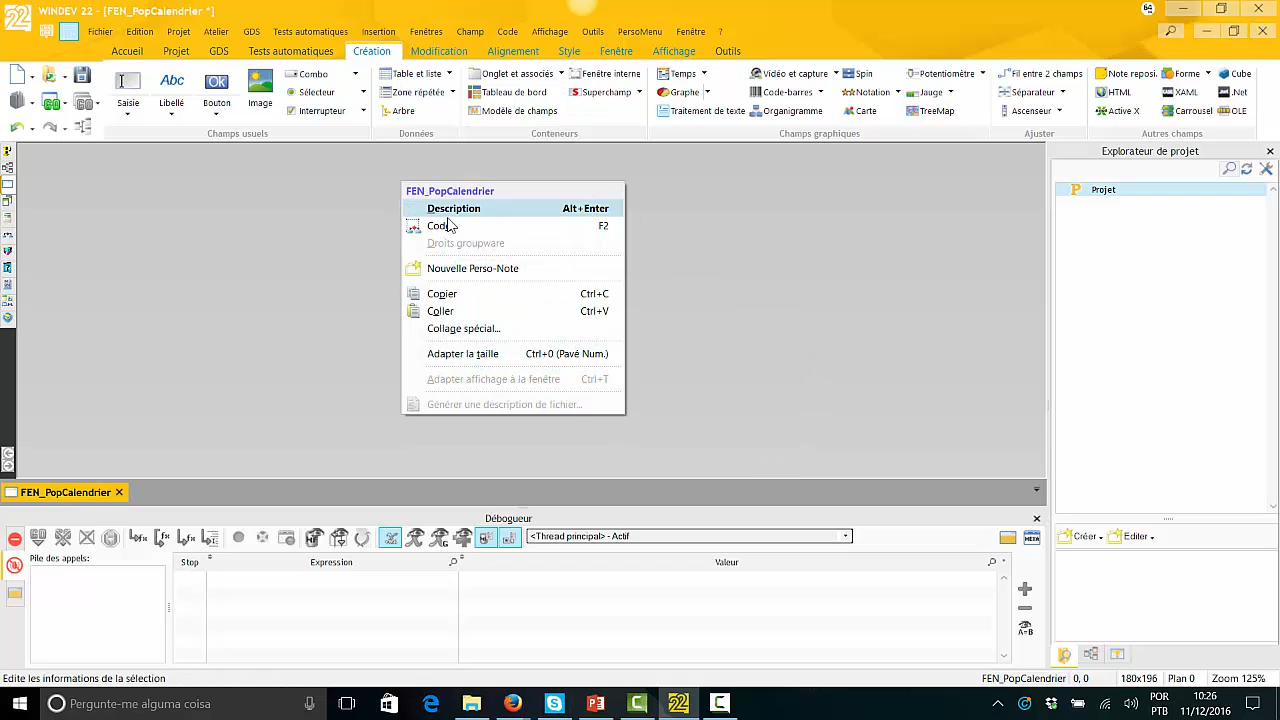 WINDEV 22 - [FEN_PopCalendrier *]
64
Fichier Edition Projet Atelier GDS Tests automatiques Insertion Fenêtres Champ Code Affichage Outils PersoMenu Fenêtre ?
Accueil Projet GDS Tests automatiques Création Modification Alignement Style Fenêtre Affichage Outils
Saisie
Abc Libellé
Ok Bouton
Image
Combo
Sélecteur
Interrupteur
Champs usuels
Table et liste
Zone répétée
Arbre
Données
Onglet et associés
Tableau de bord
Modèle de champs
Fenêtre interne
Superchamp
Conteneurs
Temps
Graphe
Traitement de texte
Vidéo et caméra
Code-barres
Organigramme
Spin
Notation
Carte
Potentiomètre
Jauge
TreeMap
Champs graphiques
Fil entre 2 champs
Séparateur
Ascenseur
Ajuster
Note reposi.
HTML
Active X
Forme
XAML
Carrousel
Cube
.Net
OLE
Autres champs
Explorateur de projet
Projet
FEN_PopCalendrier
Description Alt+Enter
Code F2
Droits groupware
Nouvelle Perso-Note
Copier Ctrl+C
Coller Ctrl+V
Collage spécial...
Adapter la taille Ctrl+0 (Pavé Num.)
Adapter affichage à la fenêtre Ctrl+T
Générer une description de fichier...
FEN_PopCalendrier
Débogueur
<Thread principal> - Actif
Créer
Editer
Pile des appels:
Stop Expression Valeur
A=B
Edite les informations de la sélection
FEN_PopCalendrier 0, 0 180x196 Plan 0 Zoom 125%
Pergunte-me alguma coisa
22
POR
PTB
10:26
11/12/2016